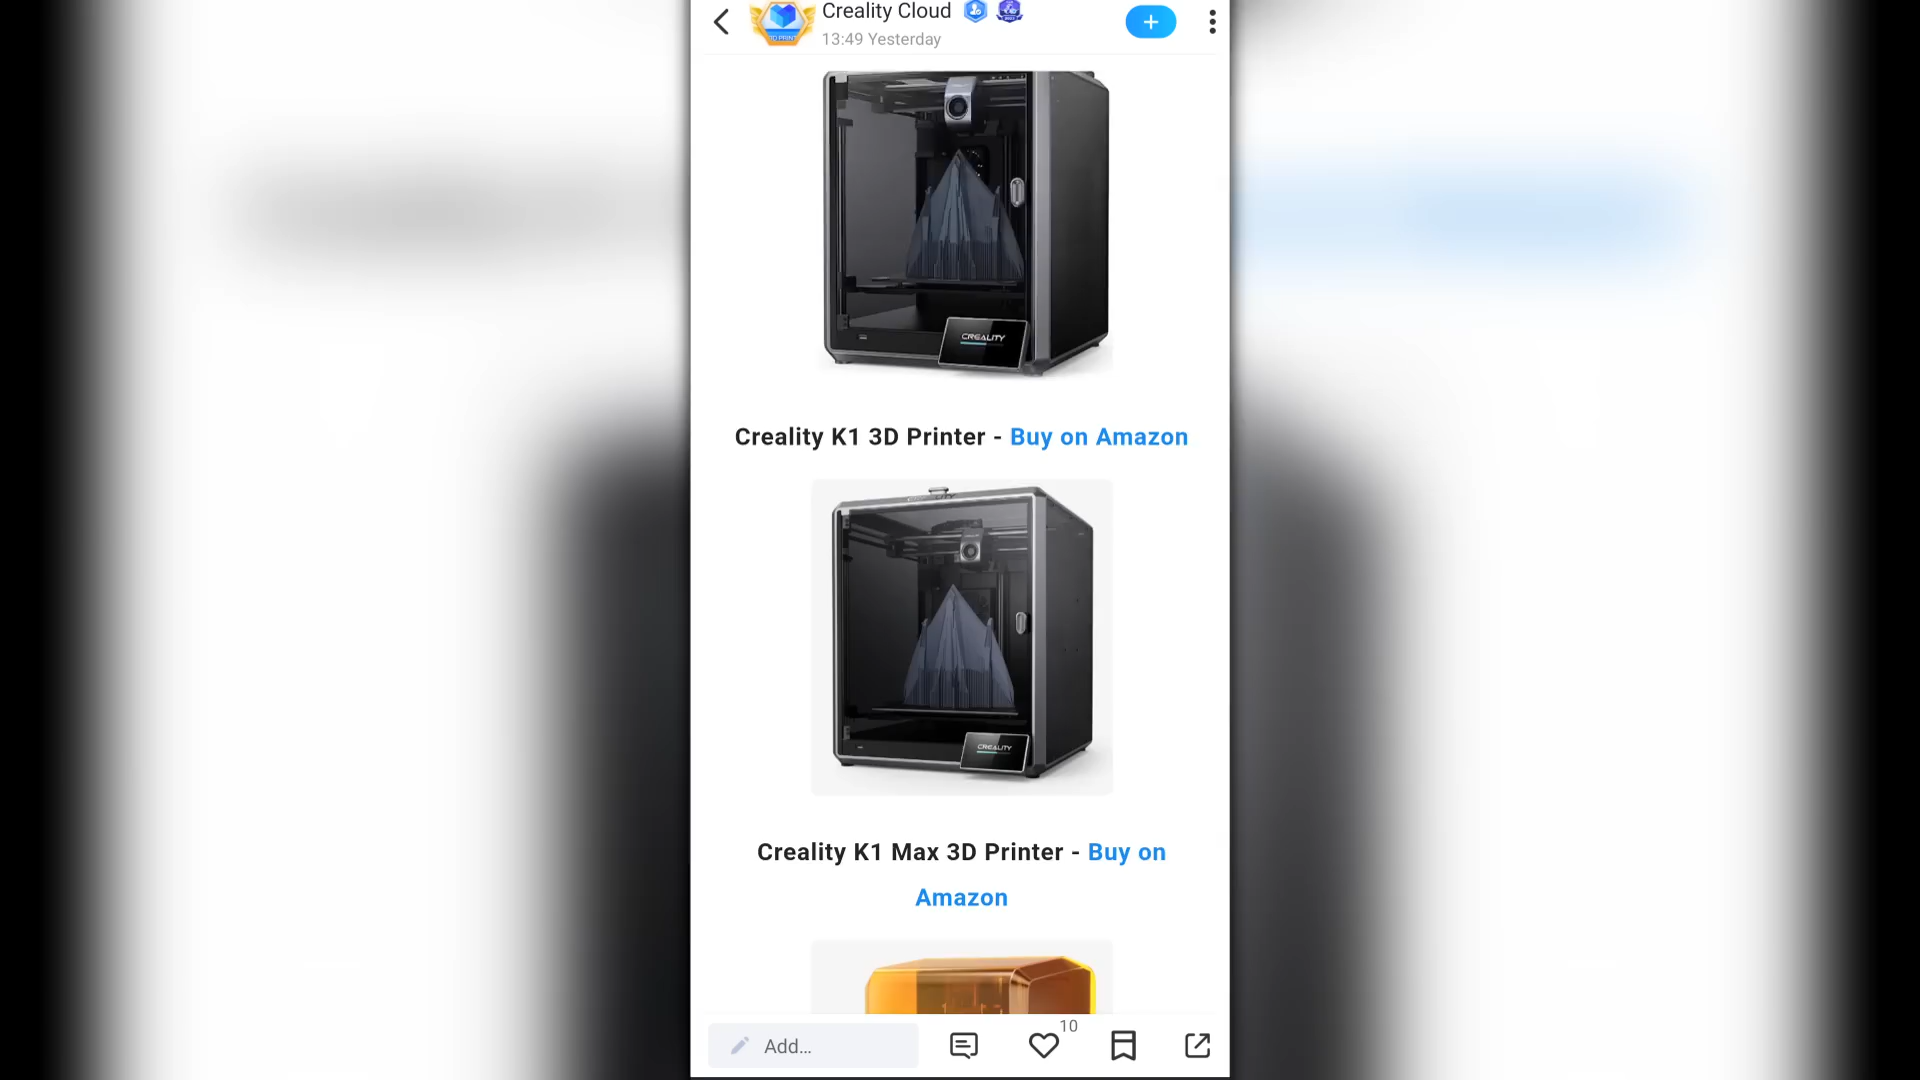 Creality Cloud
13:49 Yesterday
CREALITY
Creality K1 3D Printer - Buy on Amazon
CREALITY
Creality K1 Max 3D Printer - Buy on
Amazon
Add...
10